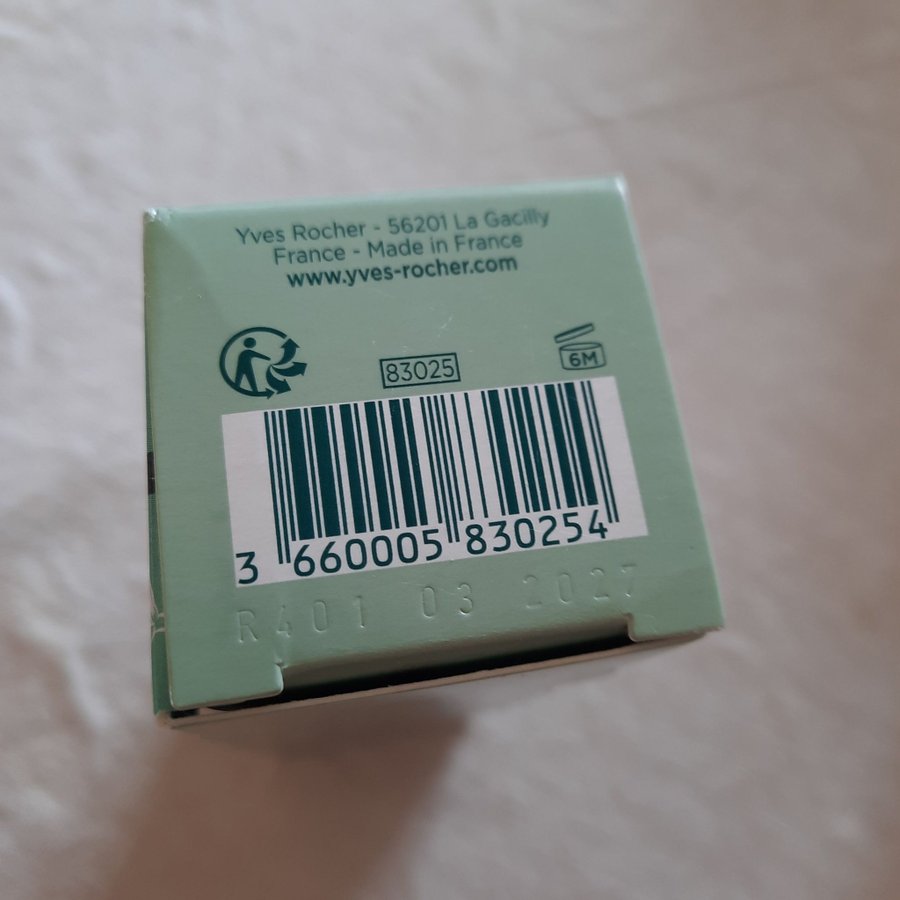 Yves Rocher - 56201 La Gacilly
France - Made in France
www.yves-rocher.com
83025
6M
3 660005 830254
R401 03 2027